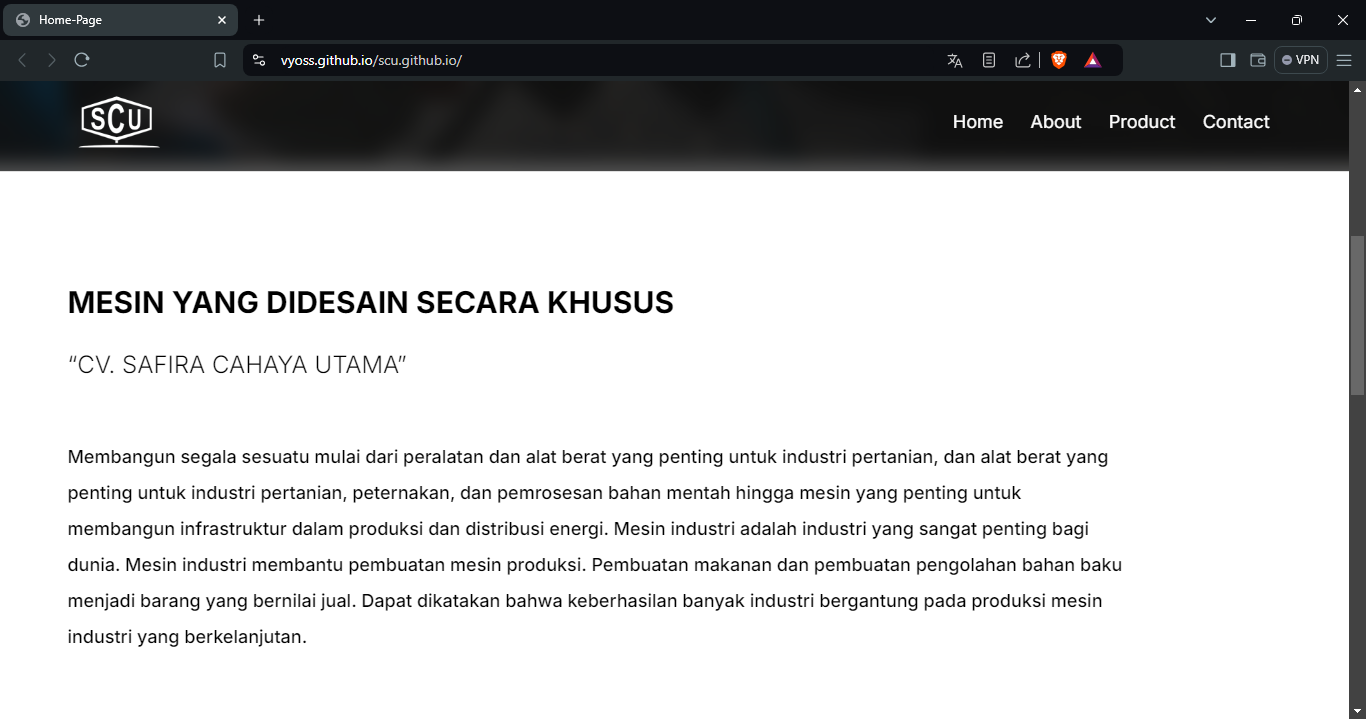 Home-Page
vyoss.github.io/scu.github.io/
VPN
SCU
Home About Product Contact
MESIN YANG DIDESAIN SECARA KHUSUS
“CV. SAFIRA CAHAYA UTAMA”
Membangun segala sesuatu mulai dari peralatan dan alat berat yang penting untuk industri pertanian, dan alat berat yang
penting untuk industri pertanian, peternakan, dan pemrosesan bahan mentah hingga mesin yang penting untuk
membangun infrastruktur dalam produksi dan distribusi energi. Mesin industri adalah industri yang sangat penting bagi
dunia. Mesin industri membantu pembuatan mesin produksi. Pembuatan makanan dan pembuatan pengolahan bahan baku
menjadi barang yang bernilai jual. Dapat dikatakan bahwa keberhasilan banyak industri bergantung pada produksi mesin
industri yang berkelanjutan.